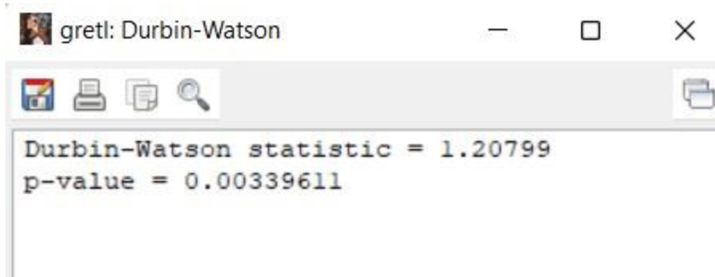 gretl: Durbin-Watson
Durbin-Watson statistic = 1.20799
p-value = 0.00339611